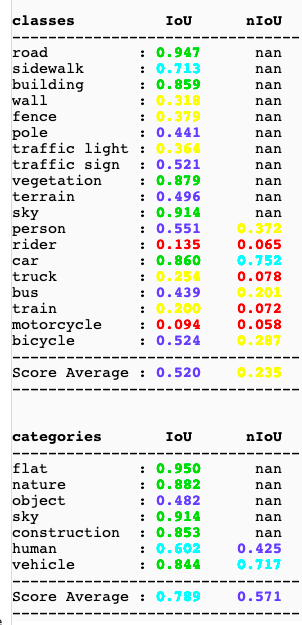 classes IoU nIoU
--------------------------------
road : 0.947 nan
sidewalk : 0.713 nan
building : 0.859 nan
wall : 0.318 nan
fence : 0.379 nan
pole : 0.441 nan
traffic light : 0.364 nan
traffic sign : 0.521 nan
vegetation : 0.879 nan
terrain : 0.496 nan
sky : 0.914 nan
person : 0.551 0.372
rider : 0.135 0.065
car : 0.860 0.752
truck : 0.254 0.078
bus : 0.439 0.201
train : 0.200 0.072
motorcycle : 0.094 0.058
bicycle : 0.524 0.287
--------------------------------
Score Average : 0.520 0.235
--------------------------------
categories IoU nIoU
--------------------------------
flat : 0.950 nan
nature : 0.882 nan
object : 0.482 nan
sky : 0.914 nan
construction : 0.853 nan
human : 0.602 0.425
vehicle : 0.844 0.717
--------------------------------
Score Average : 0.789 0.571
--------------------------------